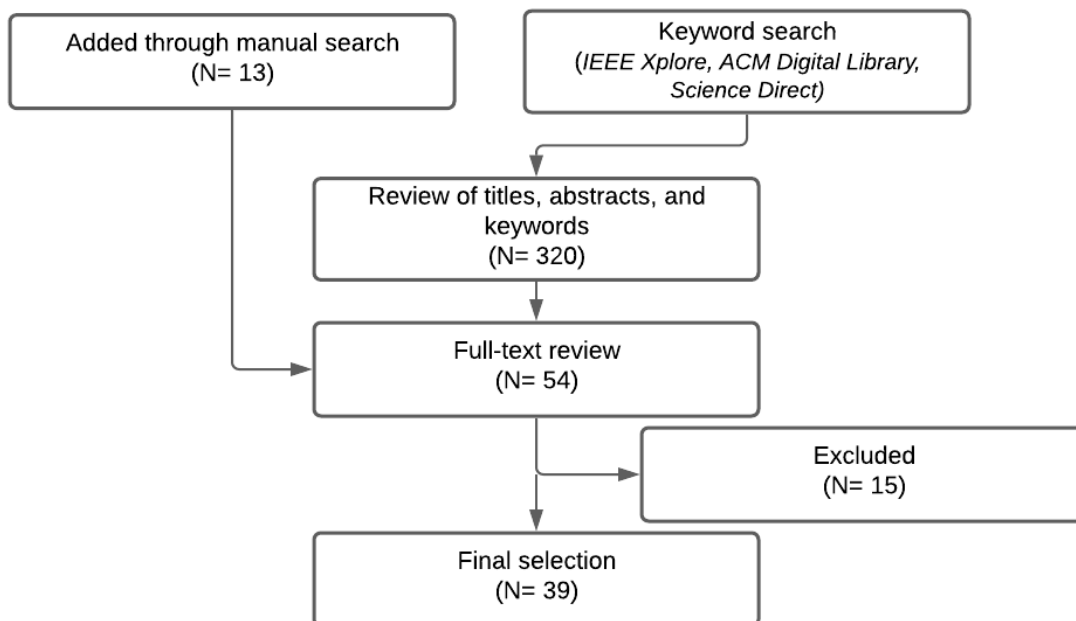 Added through manual search
(N= 13)
Keyword search
(IEEE Xplore, ACM Digital Library,
Science Direct)
Review of titles, abstracts, and
keywords
(N= 320)
Full-text review
(N= 54)
Excluded
(N= 15)
Final selection
(N= 39)